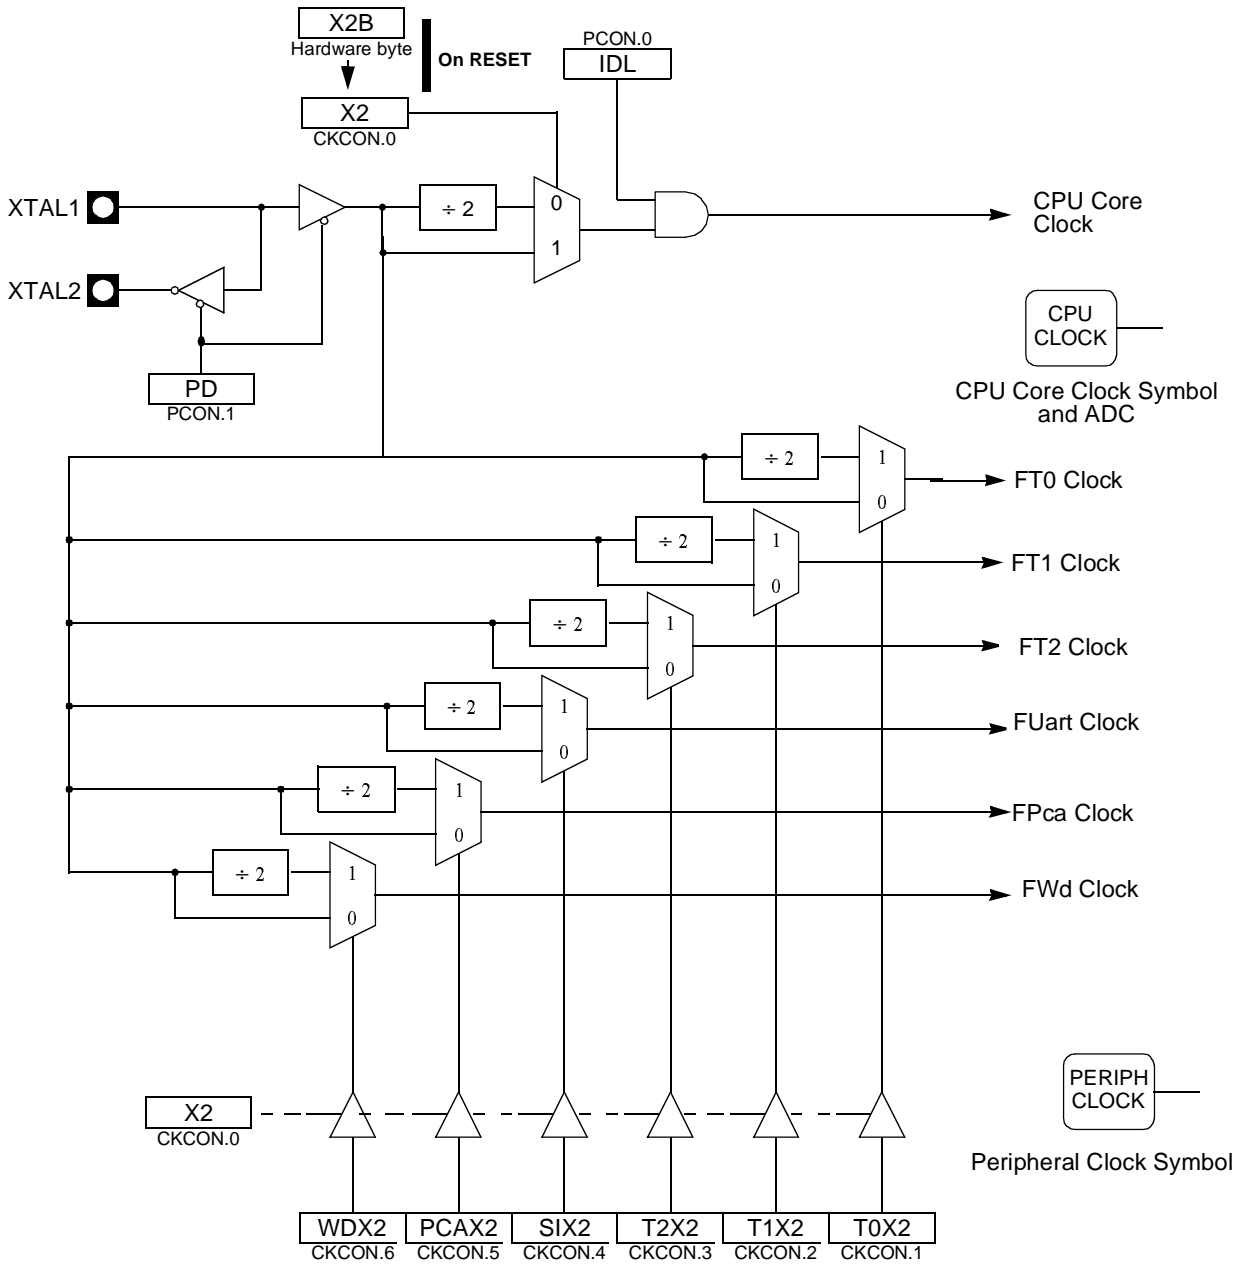 X2B
Hardware byte
On RESET
PCON.0
IDL
X2
CKCON.0
XTAL1
÷ 2
0
1
CPU Core
Clock
XTAL2
PD
PCON.1
CPU
CLOCK
CPU Core Clock Symbol
and ADC
÷ 2
1
0
FT0 Clock
÷ 2
1
0
FT1 Clock
÷ 2
1
0
FT2 Clock
÷ 2
1
0
FUart Clock
÷ 2
1
0
FPca Clock
÷ 2
1
0
FWd Clock
X2
CKCON.0
PERIPH
CLOCK
Peripheral Clock Symbol
WDX2
CKCON.6
PCAX2
CKCON.5
SIX2
CKCON.4
T2X2
CKCON.3
T1X2
CKCON.2
T0X2
CKCON.1